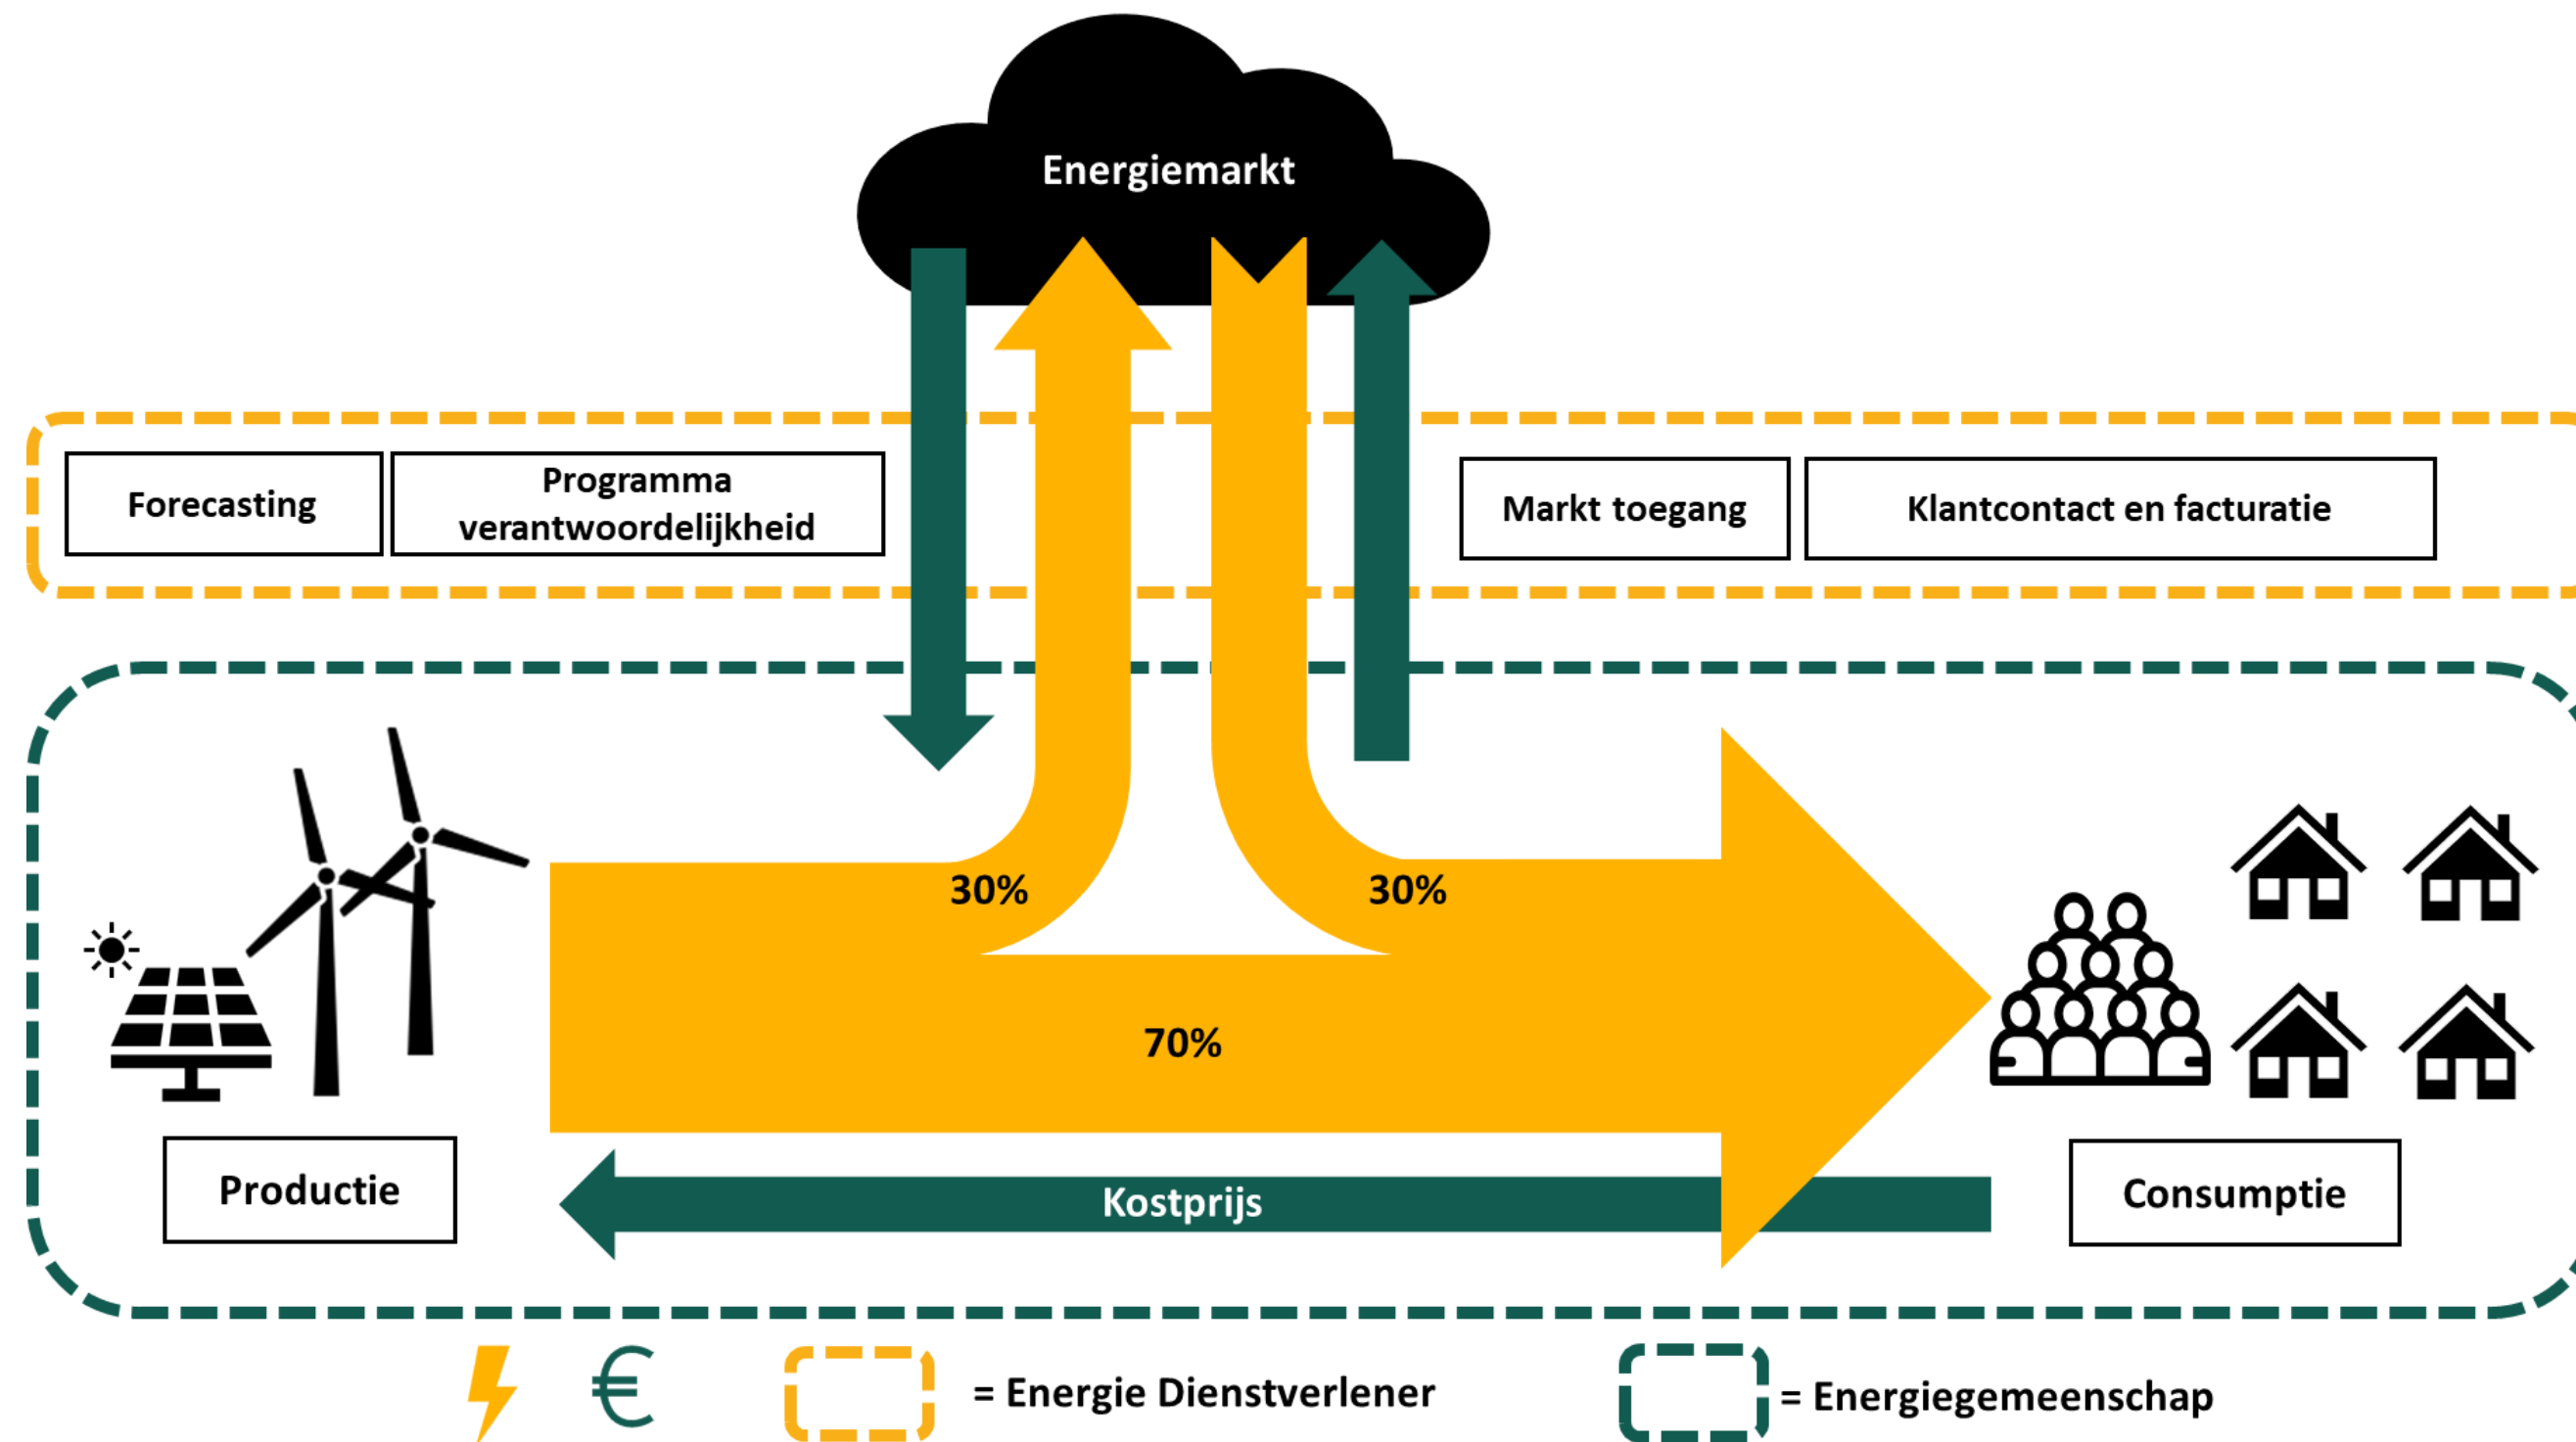 Energiemarkt
Forecasting
Programma
verantwoordelijkheid
Markt toegang
Klantcontact en facturatie
30%
30%
70%
Productie
Kostprijs
Consumptie
€
= Energie Dienstverlener
= Energiegemeenschap